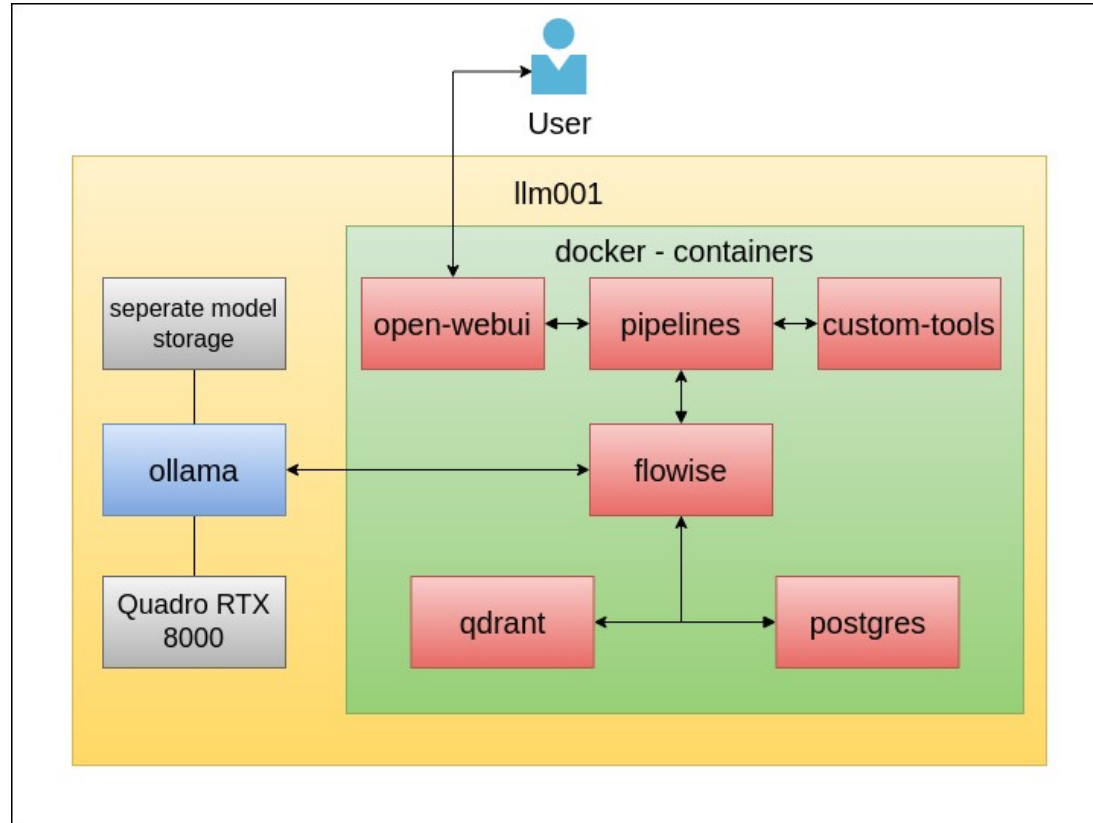 User
llm001
docker - containers
seperate model
storage
open-webui
pipelines
custom-tools
ollama
flowise
Quadro RTX
8000
qdrant
postgres